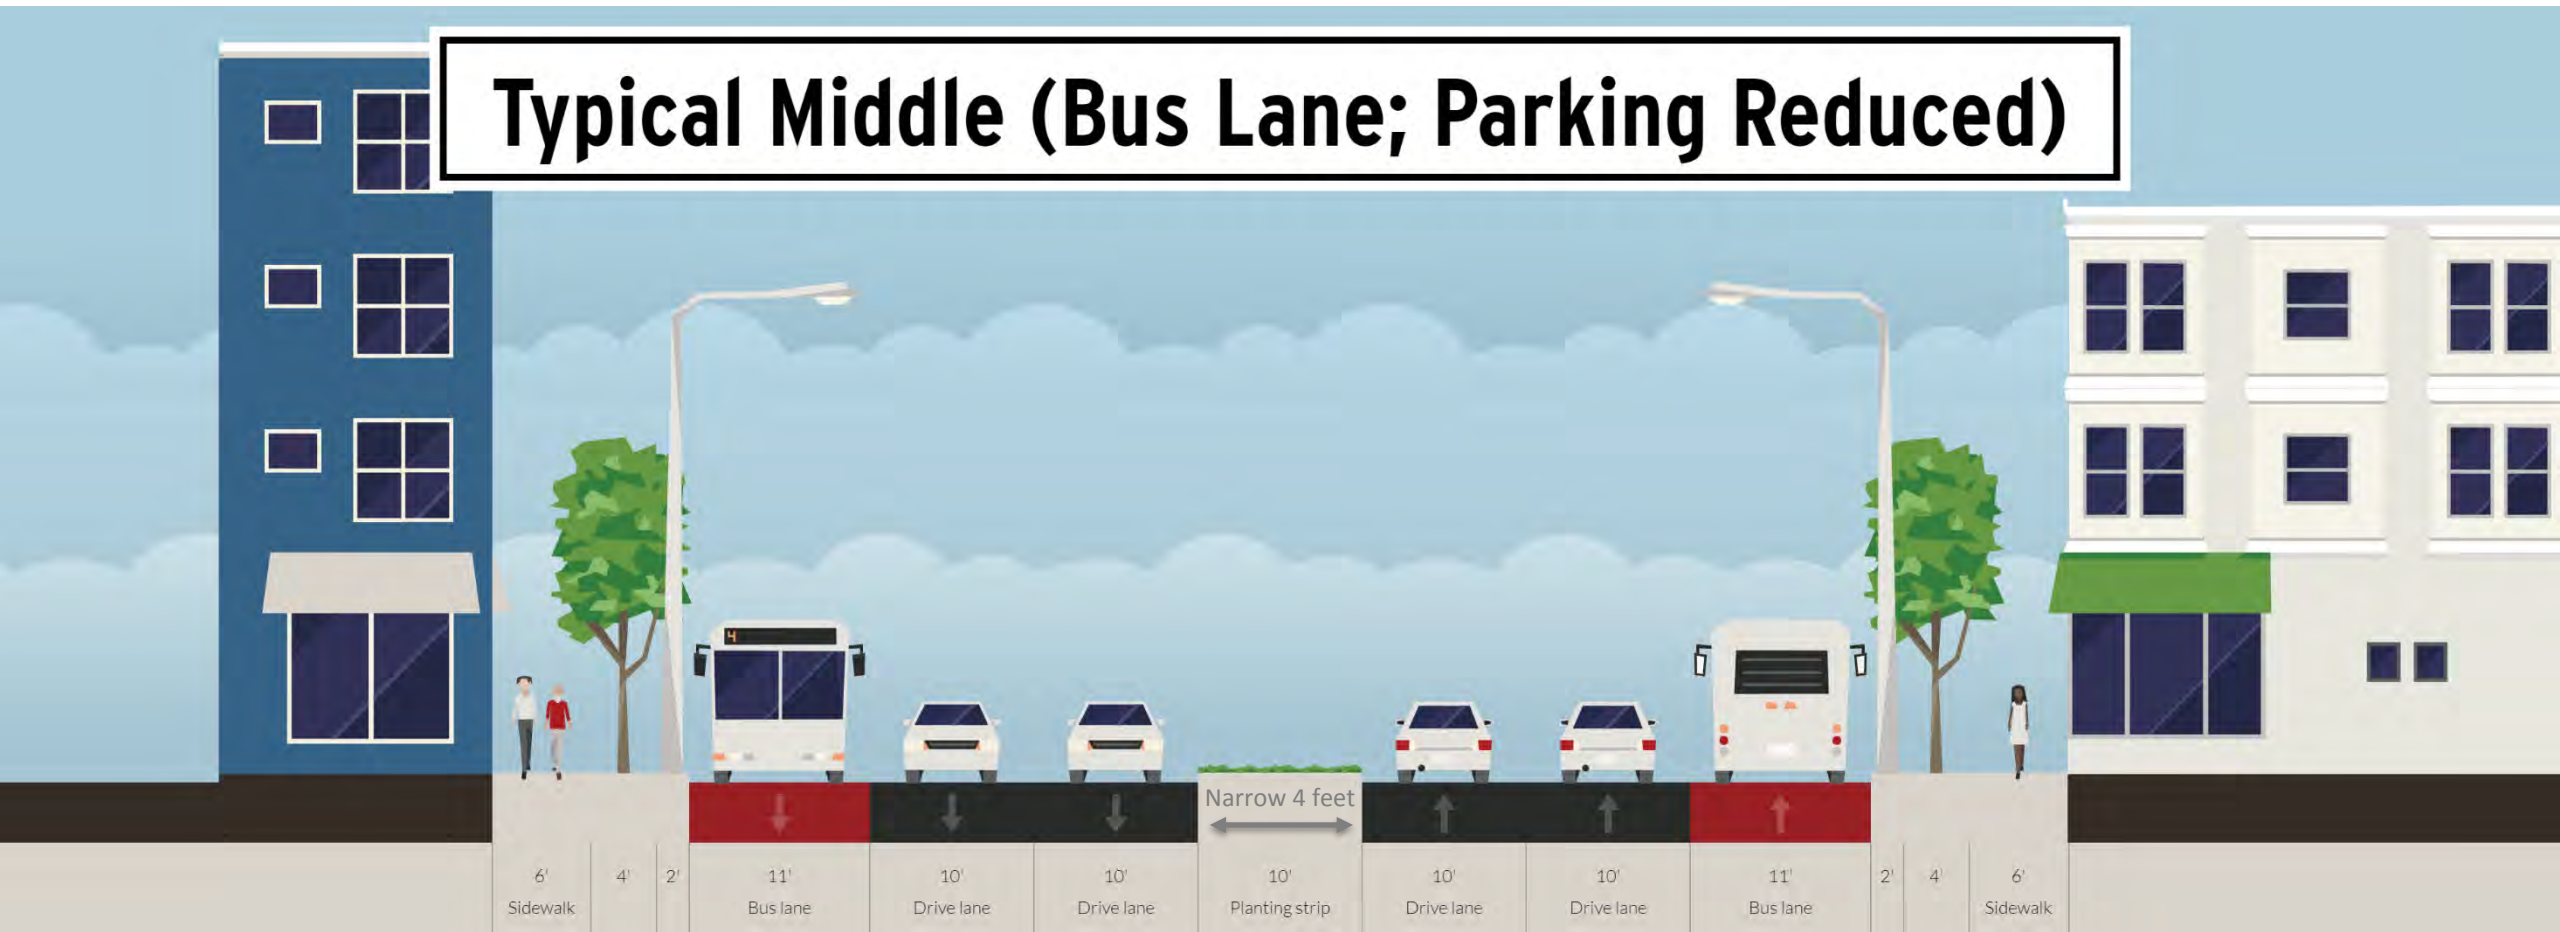 Typical Middle (Bus Lane; Parking Reduced)
4
Narrow 4 feet
6' 4' 2' 11' 10' 10' 10' 10' 10' 11' 2' 4' 6'
Sidewalk Bus lane Drive lane Drive lane Planting strip Drive lane Drive lane Bus lane Sidewalk